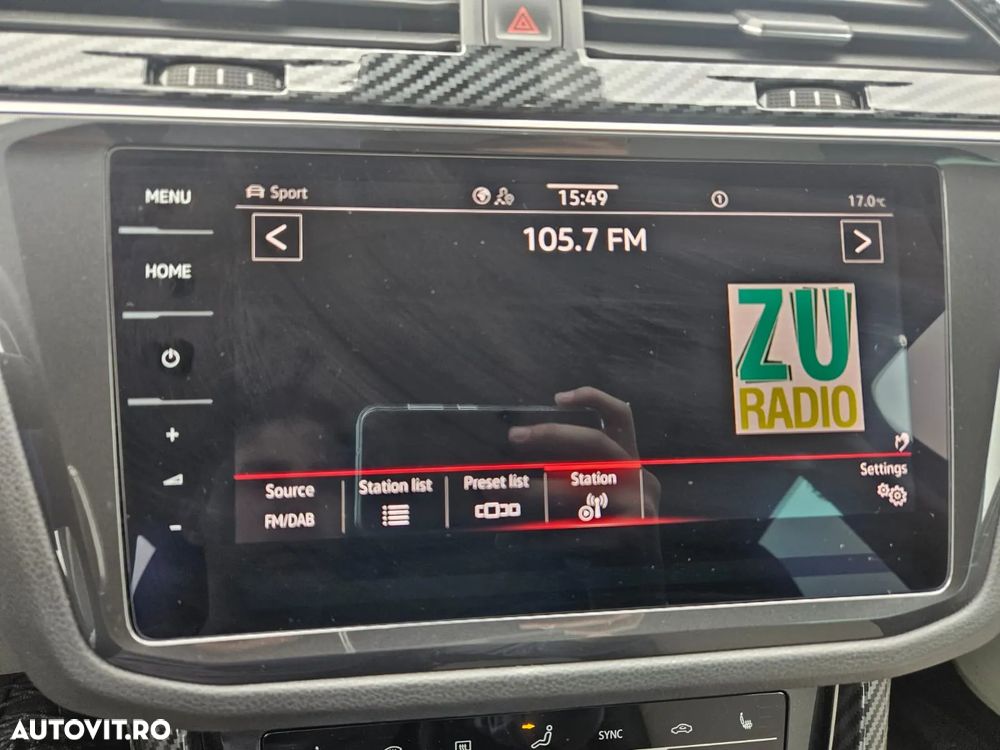 MENU
Sport
15:49
17.0°C
105.7 FM
HOME
ZU
RADIO
Settings
Source
Station list
Preset list
Station
FM/DAB
SYNC
AUTOVIT.RO